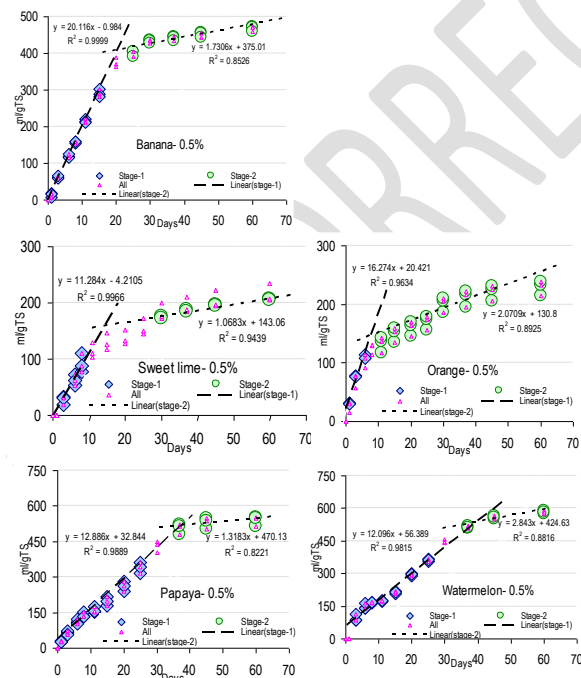 500
400
300
200
100
0
ml/gTS
y = 20.116x - 0.984
R² = 0.9999
y = 1.7306x + 375.01
R² = 0.8526
Banana- 0.5%
Stage-1 Stage-2
All Linear(stage-1)
Linear(stage-2)
0 10 20 30 40 50 60 70
Days
300
200
100
0
ml/gTS
y = 11.284x - 4.2105
R² = 0.9966
y = 1.0683x + 143.06
R² = 0.9439
Sweet lime- 0.5%
Stage-1 Stage-2
All Linear(stage-1)
Linear(stage-2)
0 10 20 30 40 50 60 70
Days
300
200
100
0
ml/gTS
y = 16.274x + 20.421
R² = 0.9634
y = 2.0709x + 130.8
R² = 0.8925
Orange- 0.5%
Stage-1 Stage-2
All Linear(stage-1)
Linear(stage-2)
0 10 20 30 40 50 60 70
Days
750
600
450
300
150
0
ml/gTS
y = 12.886x + 32.844
R² = 0.9889
y = 1.3183x + 470.13
R² = 0.8221
Papaya- 0.5%
Stage-1 Stage-2
All Linear(stage-1)
Linear(stage-2)
0 10 20 30 40 50 60 70
Days
750
600
450
300
150
0
ml/gTS
y = 12.096x + 56.389
R² = 0.9815
y = 2.843x + 424.63
R² = 0.8816
Watermelon- 0.5%
Stage-1 Stage-2
All Linear(stage-1)
Linear(stage-2)
0 10 20 30 40 50 60 70
Days